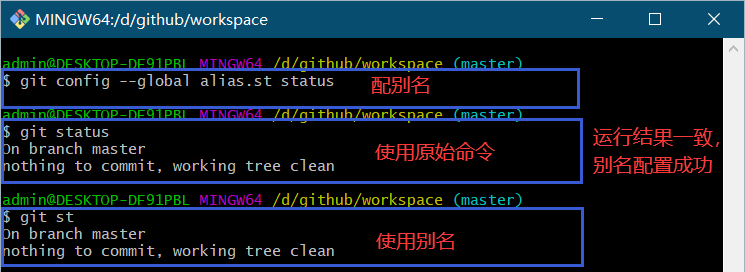 MINGW64:/d/github/workspace
admin@DESKTOP-DF91PBL MINGW64 /d/github/workspace (master)
$ git config --global alias.st status
配别名
admin@DESKTOP-DF91PBL MINGW64 /d/github/workspace (master)
$ git status
On branch master
nothing to commit, working tree clean
使用原始命令
运行结果一致，
别名配置成功
admin@DESKTOP-DF91PBL MINGW64 /d/github/workspace (master)
$ git st
On branch master
nothing to commit, working tree clean
使用别名